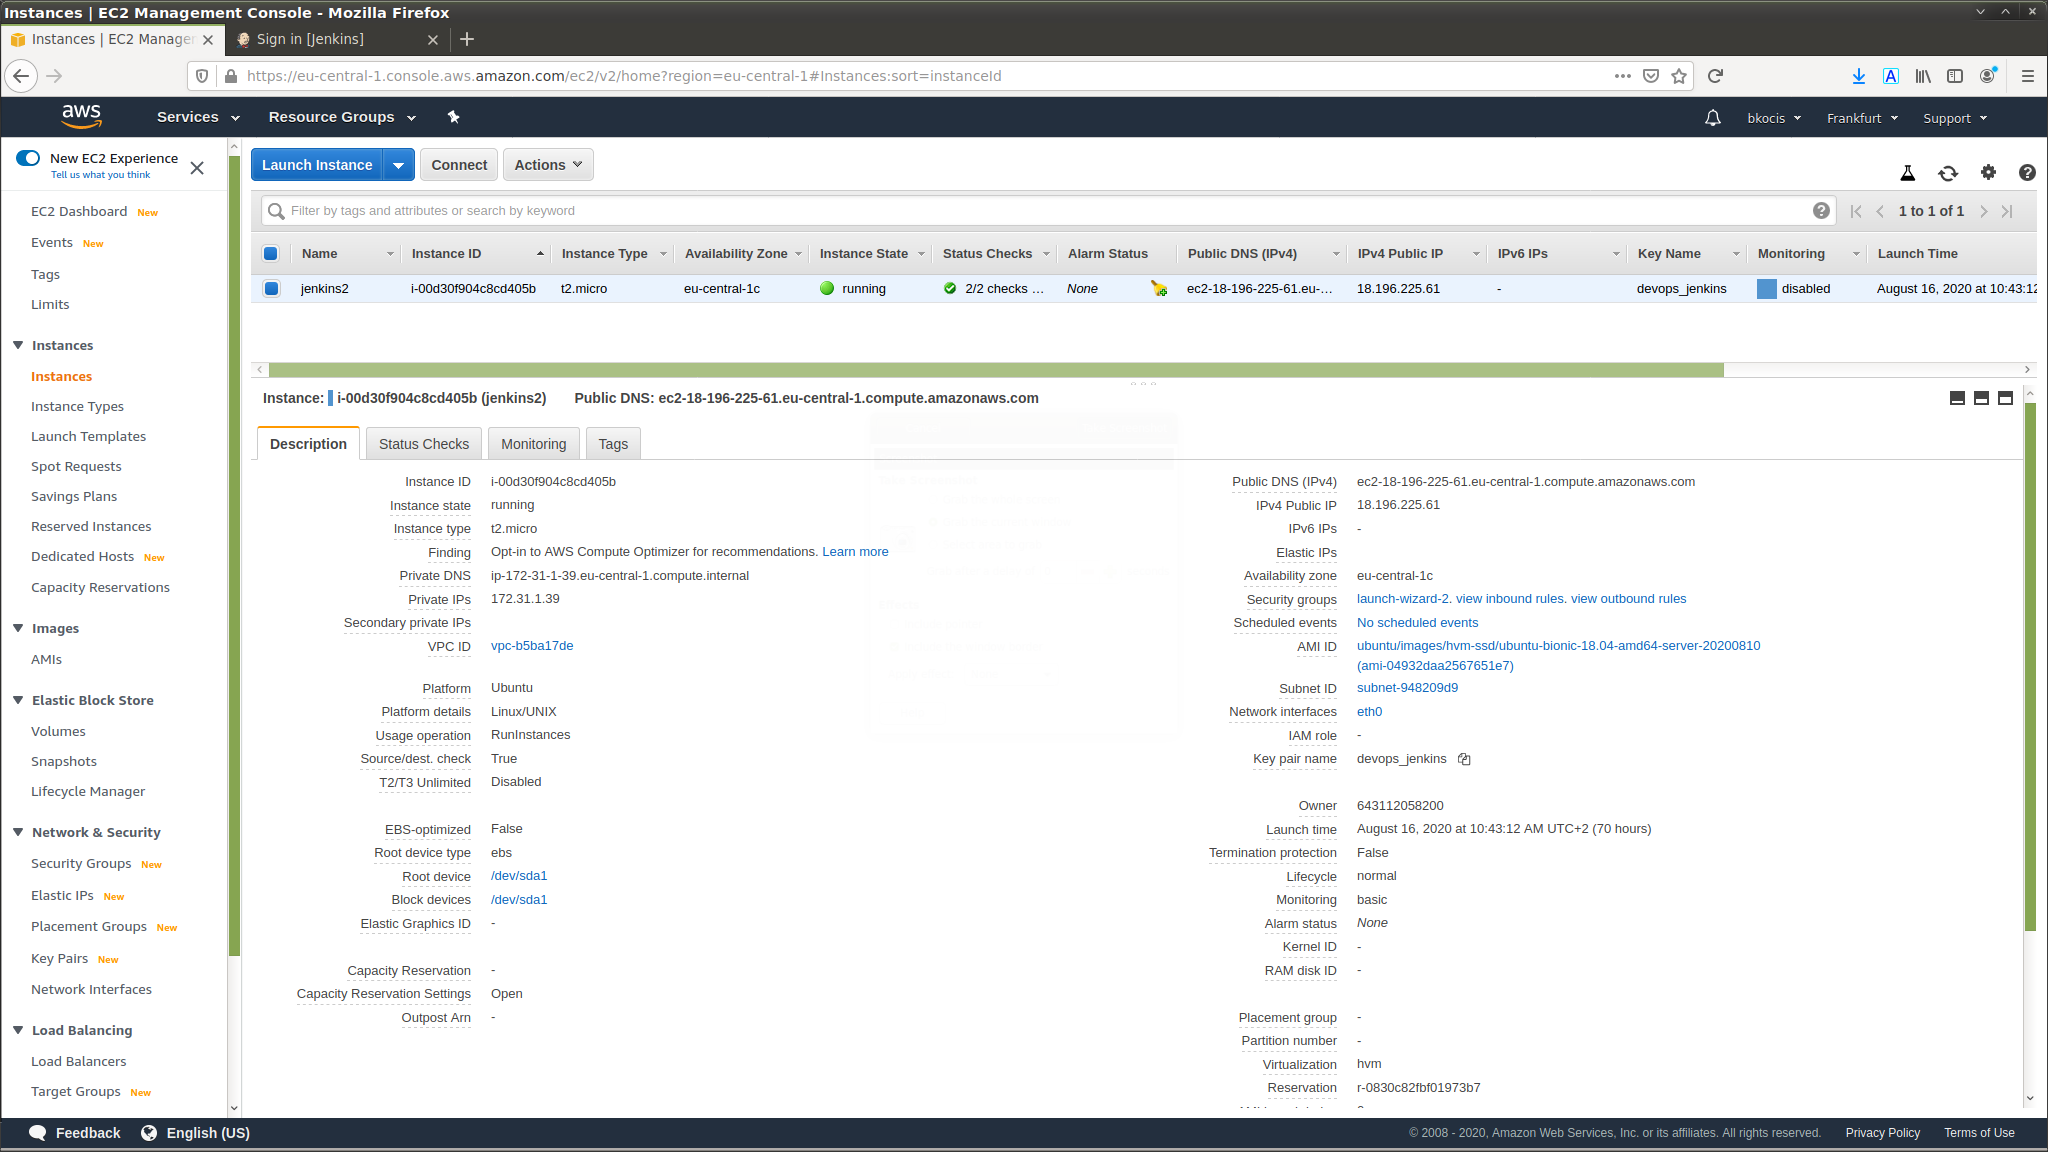 Instances | EC2 Management Console - Mozilla Firefox
Instances | EC2 Manager
Sign in [Jenkins]
https://eu-central-1.console.aws.amazon.com/ec2/v2/home?region=eu-central-1#Instances:sort=instanceId
aws
Services
Resource Groups
bkocis
Frankfurt
Support
New EC2 Experience
Tell us what you think
EC2 Dashboard New
Events New
Tags
Limits
Instances
Instances
Instance Types
Launch Templates
Spot Requests
Savings Plans
Reserved Instances
Dedicated Hosts New
Capacity Reservations
Images
AMIs
Elastic Block Store
Volumes
Snapshots
Lifecycle Manager
Network & Security
Security Groups New
Elastic IPs New
Placement Groups New
Key Pairs New
Network Interfaces
Load Balancing
Load Balancers
Target Groups New
Launch Instance
Connect
Actions
Filter by tags and attributes or search by keyword
1 to 1 of 1
Name Instance ID Instance Type Availability Zone Instance State Status Checks Alarm Status Public DNS (IPv4) IPv4 Public IP IPv6 IPs Key Name Monitoring Launch Time
jenkins2 i-00d30f904c8cd405b t2.micro eu-central-1c running 2/2 checks ... None ec2-18-196-225-61.eu-... 18.196.225.61 - devops_jenkins disabled August 16, 2020 at 10:43:12
Instance: i-00d30f904c8cd405b (jenkins2) Public DNS: ec2-18-196-225-61.eu-central-1.compute.amazonaws.com
Description
Status Checks
Monitoring
Tags
Instance ID i-00d30f904c8cd405b
Instance state running
Instance type t2.micro
Finding Opt-in to AWS Compute Optimizer for recommendations. Learn more
Private DNS ip-172-31-1-39.eu-central-1.compute.internal
Private IPs 172.31.1.39
Secondary private IPs
VPC ID vpc-b5ba17de
Platform Ubuntu
Platform details Linux/UNIX
Usage operation RunInstances
Source/dest. check True
T2/T3 Unlimited Disabled
EBS-optimized False
Root device type ebs
Root device /dev/sda1
Block devices /dev/sda1
Elastic Graphics ID -
Capacity Reservation -
Capacity Reservation Settings Open
Outpost Arn -
Public DNS (IPv4) ec2-18-196-225-61.eu-central-1.compute.amazonaws.com
IPv4 Public IP 18.196.225.61
IPv6 IPs -
Elastic IPs
Availability zone eu-central-1c
Security groups launch-wizard-2. view inbound rules. view outbound rules
Scheduled events No scheduled events
AMI ID ubuntu/images/hvm-ssd/ubuntu-bionic-18.04-amd64-server-20200810
(ami-04932daa2567651e7)
Subnet ID subnet-948209d9
Network interfaces eth0
IAM role -
Key pair name devops_jenkins
Owner 643112058200
Launch time August 16, 2020 at 10:43:12 AM UTC+2 (70 hours)
Termination protection False
Lifecycle normal
Monitoring basic
Alarm status None
Kernel ID -
RAM disk ID -
Placement group -
Partition number -
Virtualization hvm
Reservation r-0830c82fbf01973b7
Feedback
English (US)
© 2008 - 2020, Amazon Web Services, Inc. or its affiliates. All rights reserved.
Privacy Policy
Terms of Use